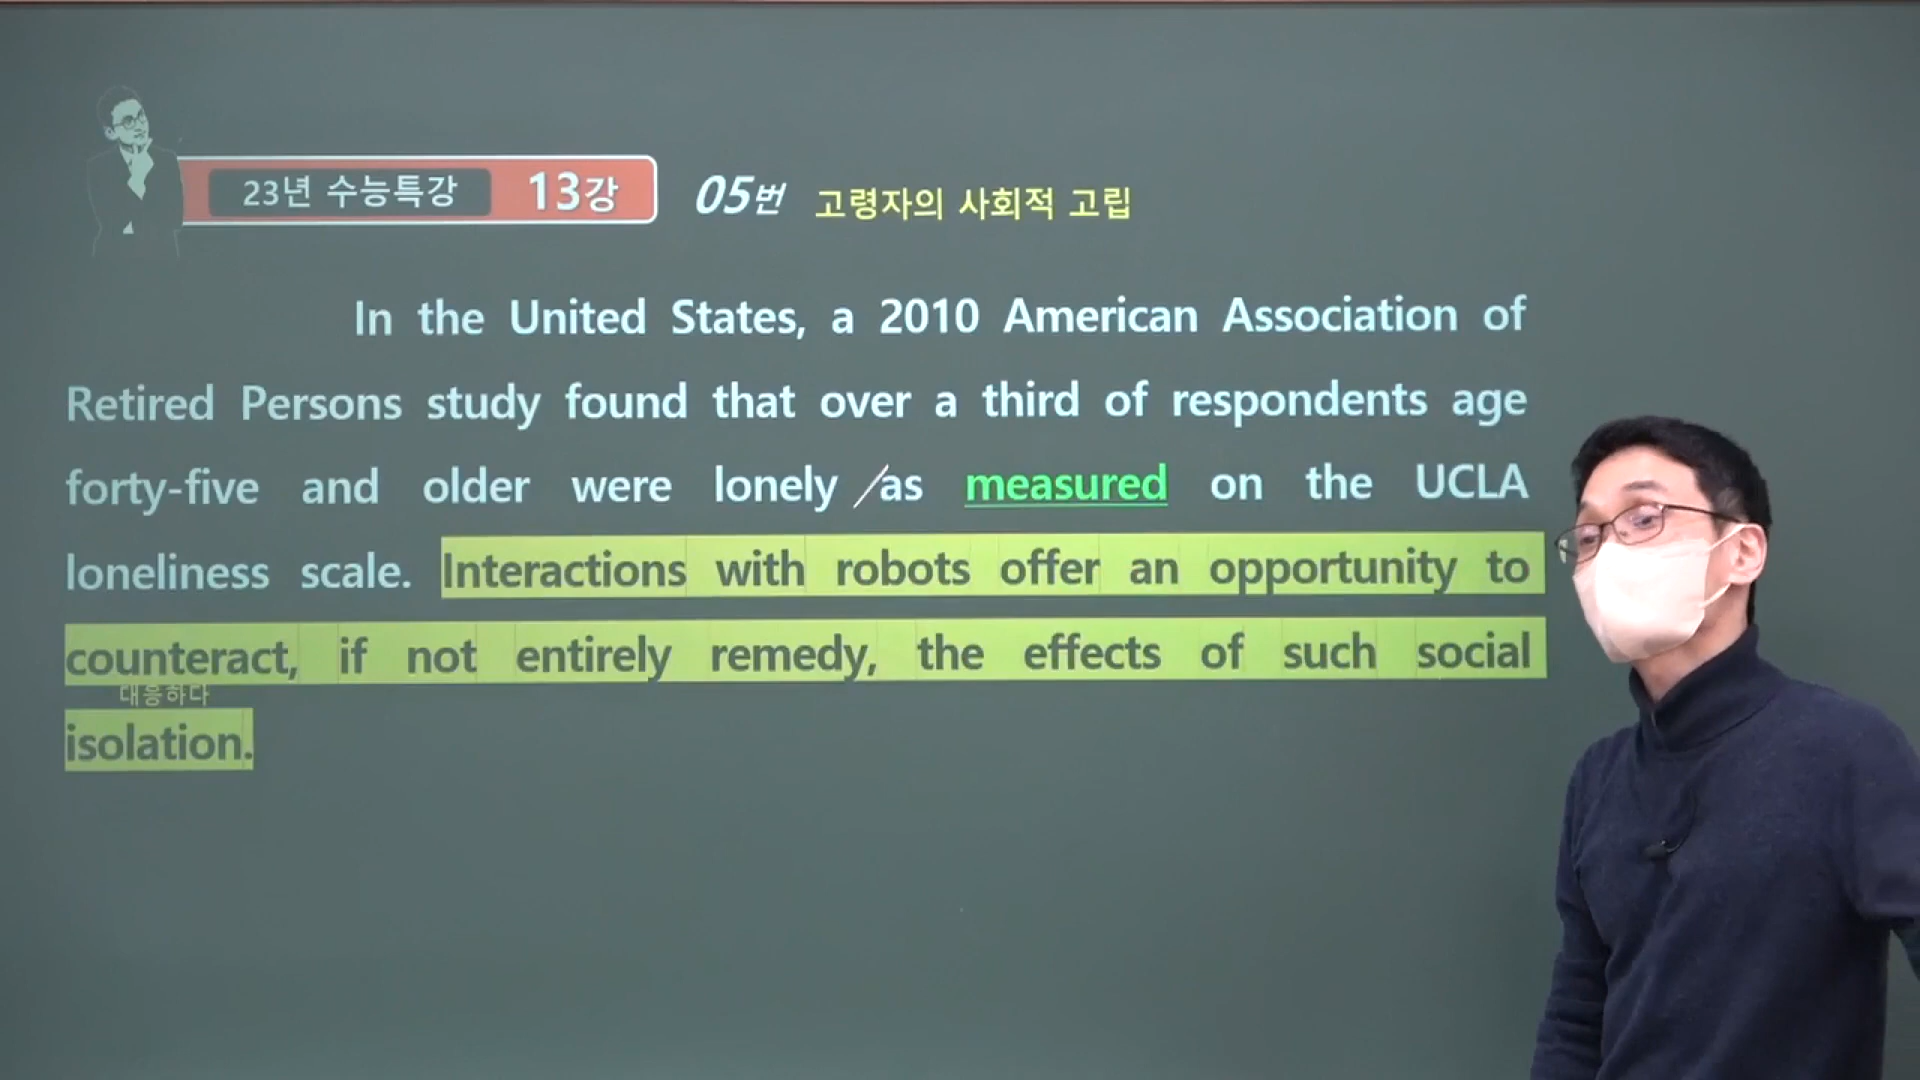 23년 수능특강 13강 05번 고령자의 사회적 고립
In the United States, a 2010 American Association of
Retired Persons study found that over a third of respondents age
forty-five and older were lonely as measured on the UCLA
loneliness scale. Interactions with robots offer an opportunity to
counteract, if not entirely remedy, the effects of such social
대응하다
isolation.